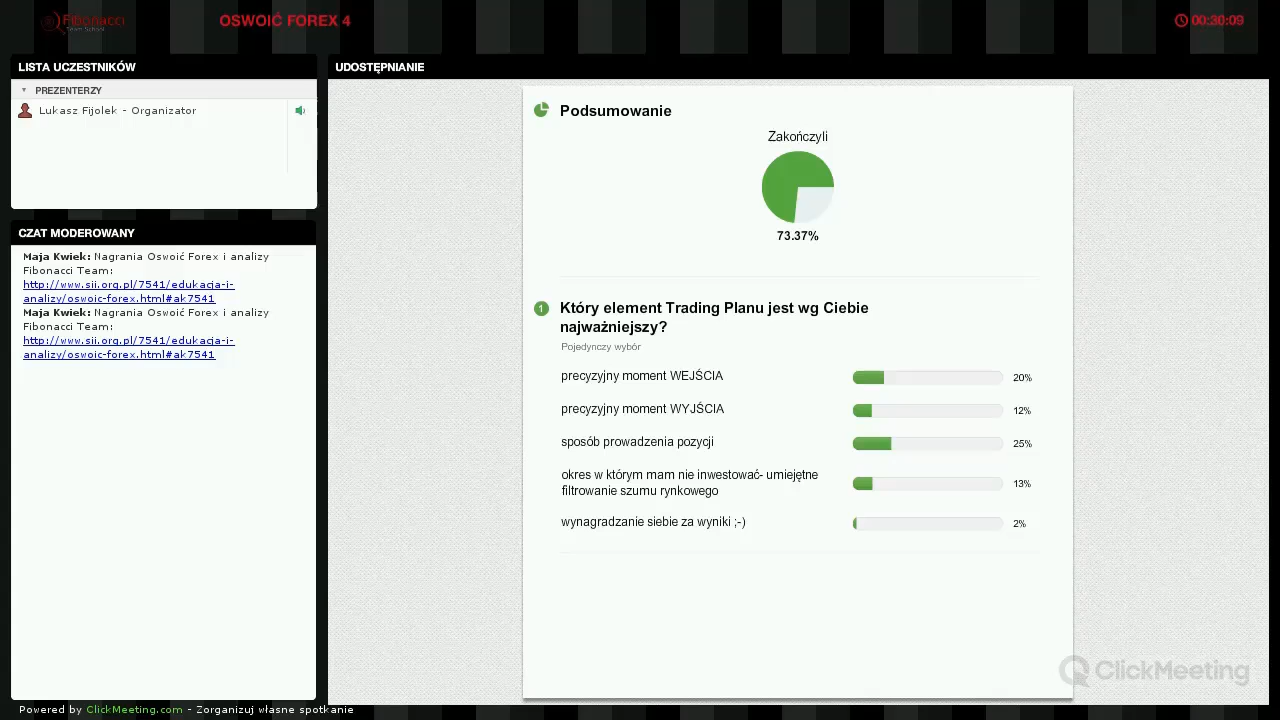 Fibonacci
Team School
OSWOIĆ FOREX 4
00:30:09
LISTA UCZESTNIKÓW
PREZENTERZY
Lukasz Fijolek - Organizator
CZAT MODEROWANY
Maja Kwiek: Nagrania Oswoić Forex i analizy
Fibonacci Team:
http://www.sii.org.pl/7541/edukacja-i-
analizy/oswoic-forex.html#ak7541
Maja Kwiek: Nagrania Oswoić Forex i analizy
Fibonacci Team:
http://www.sii.org.pl/7541/edukacja-i-
analizy/oswoic-forex.html#ak7541
Powered by ClickMeeting.com - Zorganizuj własne spotkanie
UDOSTĘPNIANIE
Podsumowanie
Zakończyli
73.37%
1 Który element Trading Planu jest wg Ciebie
najważniejszy?
Pojedynczy wybór
precyzyjny moment WEJŚCIA 20%
precyzyjny moment WYJŚCIA 12%
sposób prowadzenia pozycji 25%
okres w którym mam nie inwestować- umiejętne
filtrowanie szumu rynkowego 13%
wynagradzanie siebie za wyniki ;-) 2%
ClickMeeting